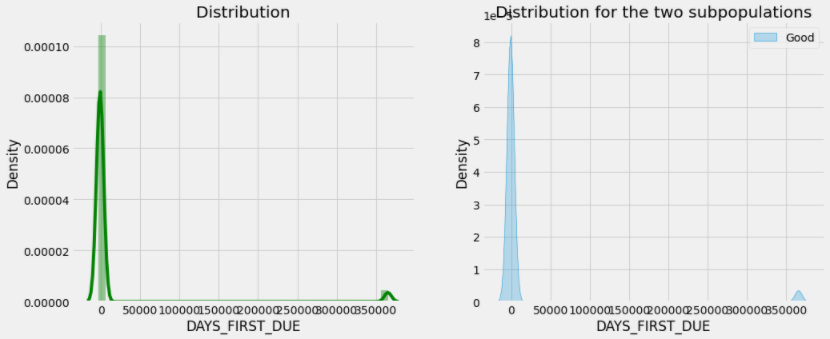 Distribution
Density
0.00010
0.00008
0.00006
0.00004
0.00002
0.00000
0 50000 100000 150000 200000 250000 300000 350000
DAYS_FIRST_DUE
Distribution for the two subpopulations
1e-5
Good
Density
8
7
6
5
4
3
2
1
0
0 50000 100000 150000 200000 250000 300000 350000
DAYS_FIRST_DUE